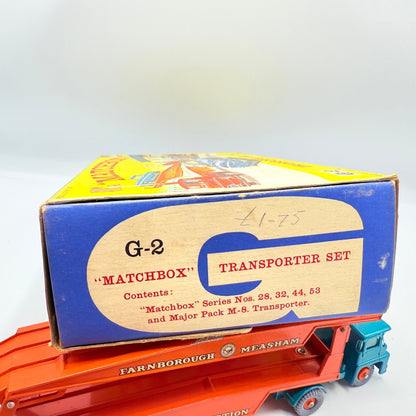 £1-75
G-2
"MATCHBOX" TRANSPORTER SET
Contents:
"Matchbox" Series Nos. 28, 32, 44, 53
and Major Pack M-8. Transporter.
FARNBOROUGH MEASHAM